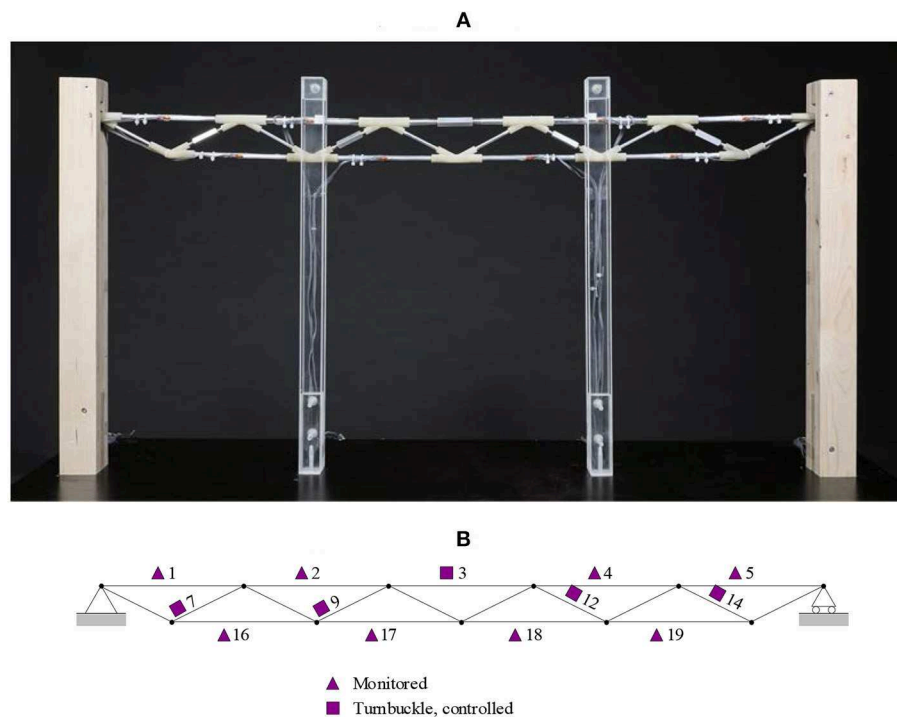 A
B
1 2 3 4 5
7 9 12 14
16 17 18 19
Monitored
Turnbuckle, controlled